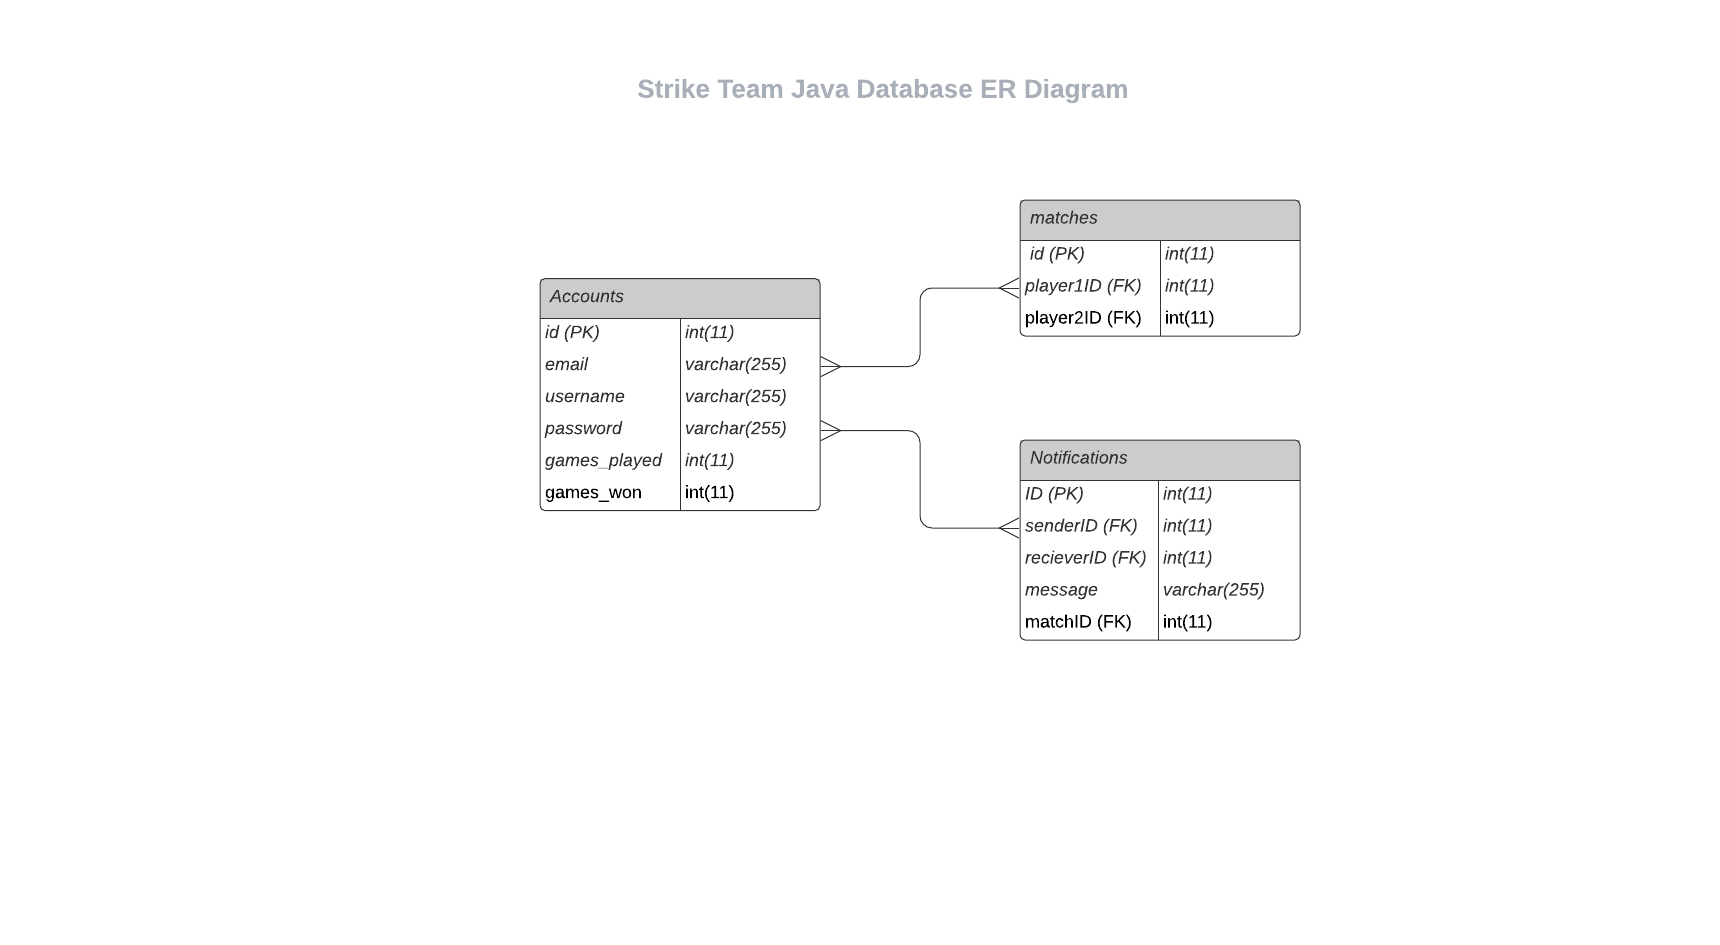 Strike Team Java Database ER Diagram
matches
id (PK) int(11)
player1ID (FK) int(11)
player2ID (FK) int(11)
Accounts
id (PK) int(11)
email varchar(255)
username varchar(255)
password varchar(255)
games_played int(11)
games_won int(11)
Notifications
ID (PK) int(11)
senderID (FK) int(11)
recieverID (FK) int(11)
message varchar(255)
matchID (FK) int(11)